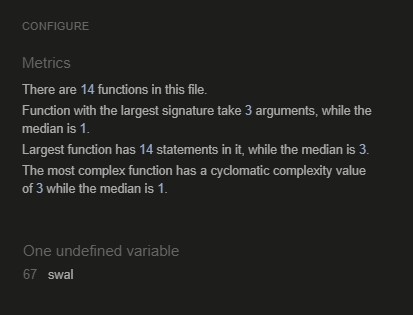 CONFIGURE
Metrics
There are 14 functions in this file.
Function with the largest signature take 3 arguments, while the
median is 1.
Largest function has 14 statements in it, while the median is 3.
The most complex function has a cyclomatic complexity value
of 3 while the median is 1.
One undefined variable
67 swal